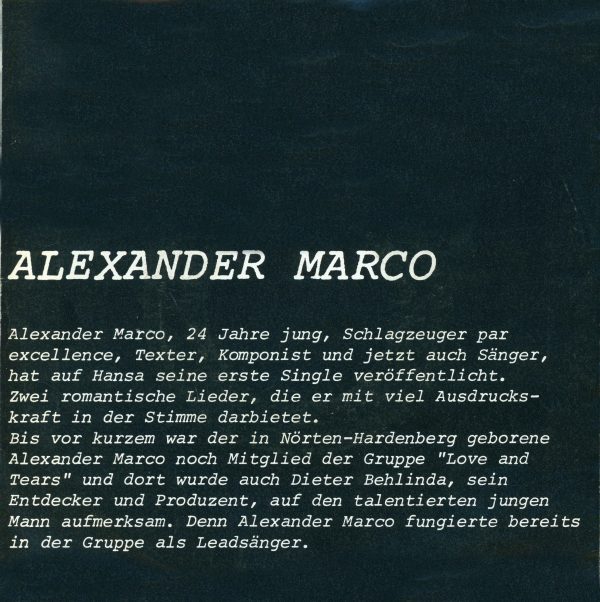 ALEXANDER MARCO
Alexander Marco, 24 Jahre jung, Schlagzeuger par
excellence, Texter, Komponist und jetzt auch Sänger,
hat auf Hansa seine erste Single veröffentlicht.
Zwei romantische Lieder, die er mit viel Ausdrucks-
kraft in der Stimme darbietet.
Bis vor kurzem war der in Nörten-Hardenberg geborene
Alexander Marco noch Mitglied der Gruppe "Love and
Tears" und dort wurde auch Dieter Behlinda, sein
Entdecker und Produzent, auf den talentierten jungen
Mann aufmerksam. Denn Alexander Marco fungierte bereits
in der Gruppe als Leadsänger.